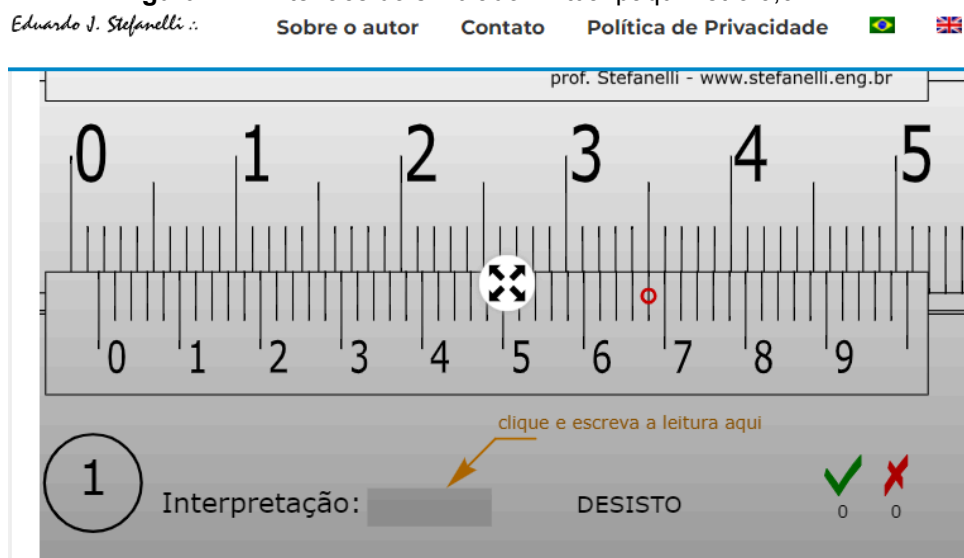 Eduardo J. Stefanelli .:
Sobre o autor Contato Política de Privacidade
prof. Stefanelli - www.stefanelli.eng.br
0 1 2 3 4 5
0 1 2 3 4 5 6 7 8 9
clique e escreva a leitura aqui
1
Interpretação:
DESISTO
0 0